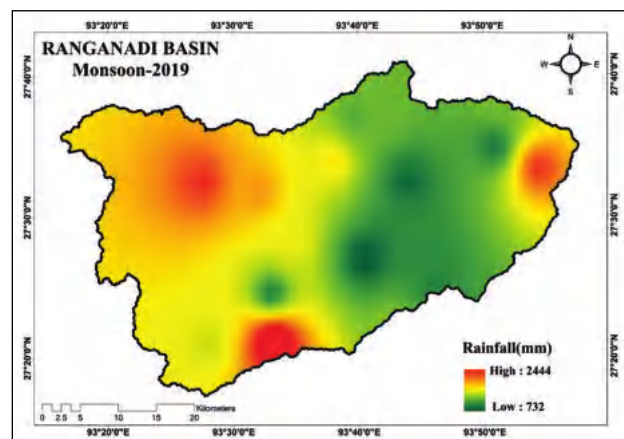 93°20'0"E 93°30'0"E 93°40'0"E 93°50'0"E
RANGANADI BASIN
Monsoon-2019
N
W E
S
27°40'0"N 27°40'0"N
27°30'0"N 27°30'0"N
27°20'0"N 27°20'0"N
Rainfall(mm)
High : 2444
Low : 732
Kilometers
0 2.5 5 10 15 20
93°20'0"E 93°30'0"E 93°40'0"E 93°50'0"E